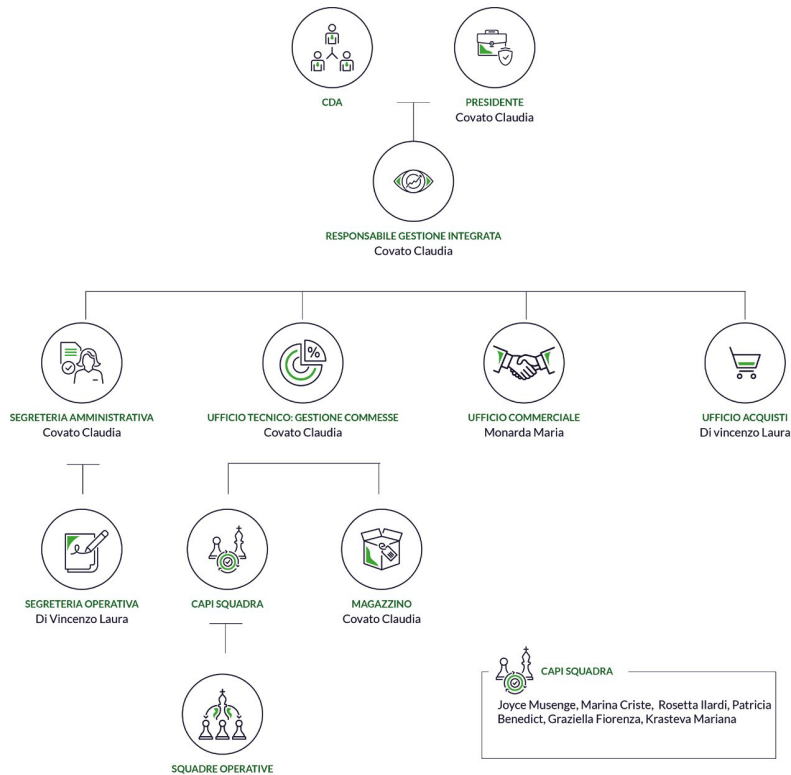 CDA
PRESIDENTE
Covato Claudia
RESPONSABILE GESTIONE INTEGRATA
Covato Claudia
SEGRETERIA AMMINISTRATIVA
Covato Claudia
UFFICIO TECNICO: GESTIONE COMMESSE
Covato Claudia
UFFICIO COMMERCIALE
Monarda Maria
UFFICIO ACQUISTI
Di vincenzo Laura
%
SEGRETERIA OPERATIVA
Di Vincenzo Laura
CAPI SQUADRA
MAGAZZINO
Covato Claudia
SQUADRE OPERATIVE
CAPI SQUADRA
Joyce Musenge, Marina Criste, Rosetta Ilardi, Patricia
Benedict, Graziella Fiorenza, Krasteva Mariana